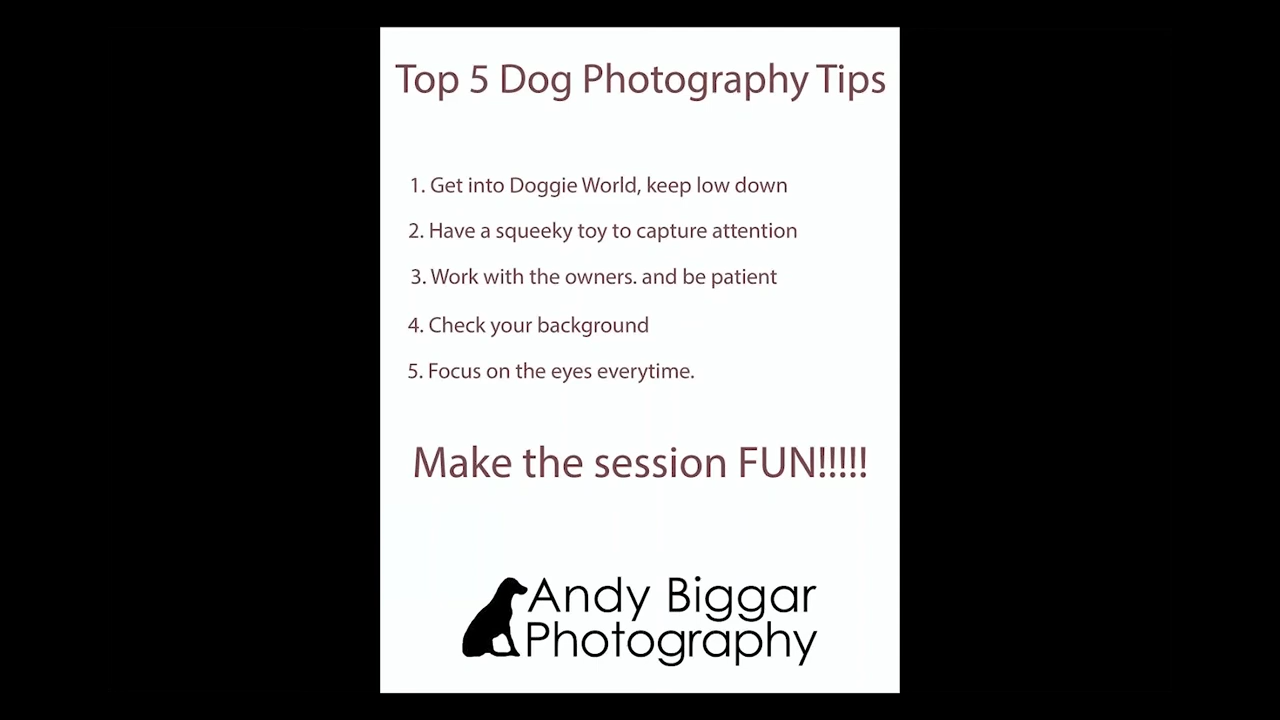 Top 5 Dog Photography Tips
1. Get into Doggie World, keep low down
2. Have a squeeky toy to capture attention
3. Work with the owners. and be patient
4. Check your background
5. Focus on the eyes everytime.
Make the session FUN!!!!!
Andy Biggar
Photography